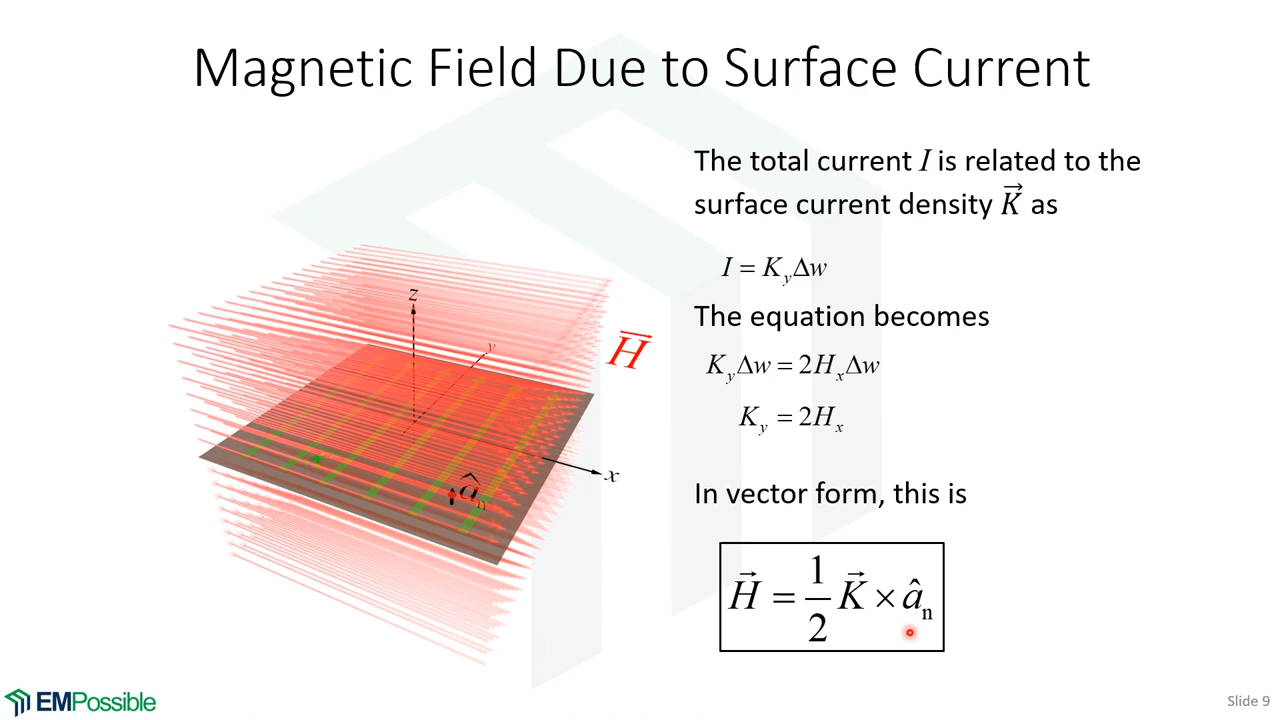 Magnetic Field Due to Surface Current
The total current I is related to the
surface current density K⃗ as
I = K_yΔw
The equation becomes
K_yΔw = 2H_xΔw
K_y = 2H_x
In vector form, this is
H⃗ = 1/2 K⃗ × â_n
z
y
H⃗
x
â_n
EMPossible
Slide 9